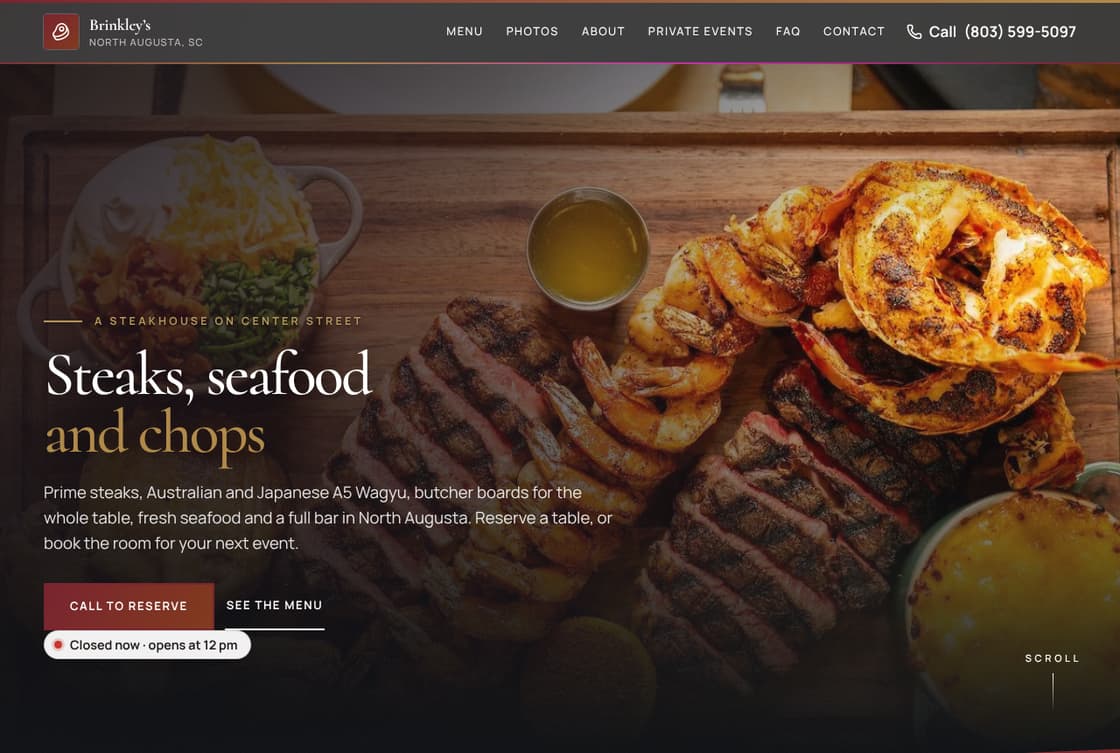 Brinkley's
NORTH AUGUSTA, SC
MENU PHOTOS ABOUT PRIVATE EVENTS FAQ CONTACT Call (803) 599-5097
A STEAKHOUSE ON CENTER STREET
Steaks, seafood
and chops
Prime steaks, Australian and Japanese A5 Wagyu, butcher boards for the
whole table, fresh seafood and a full bar in North Augusta. Reserve a table, or
book the room for your next event.
CALL TO RESERVE SEE THE MENU
Closed now · opens at 12 pm
SCROLL